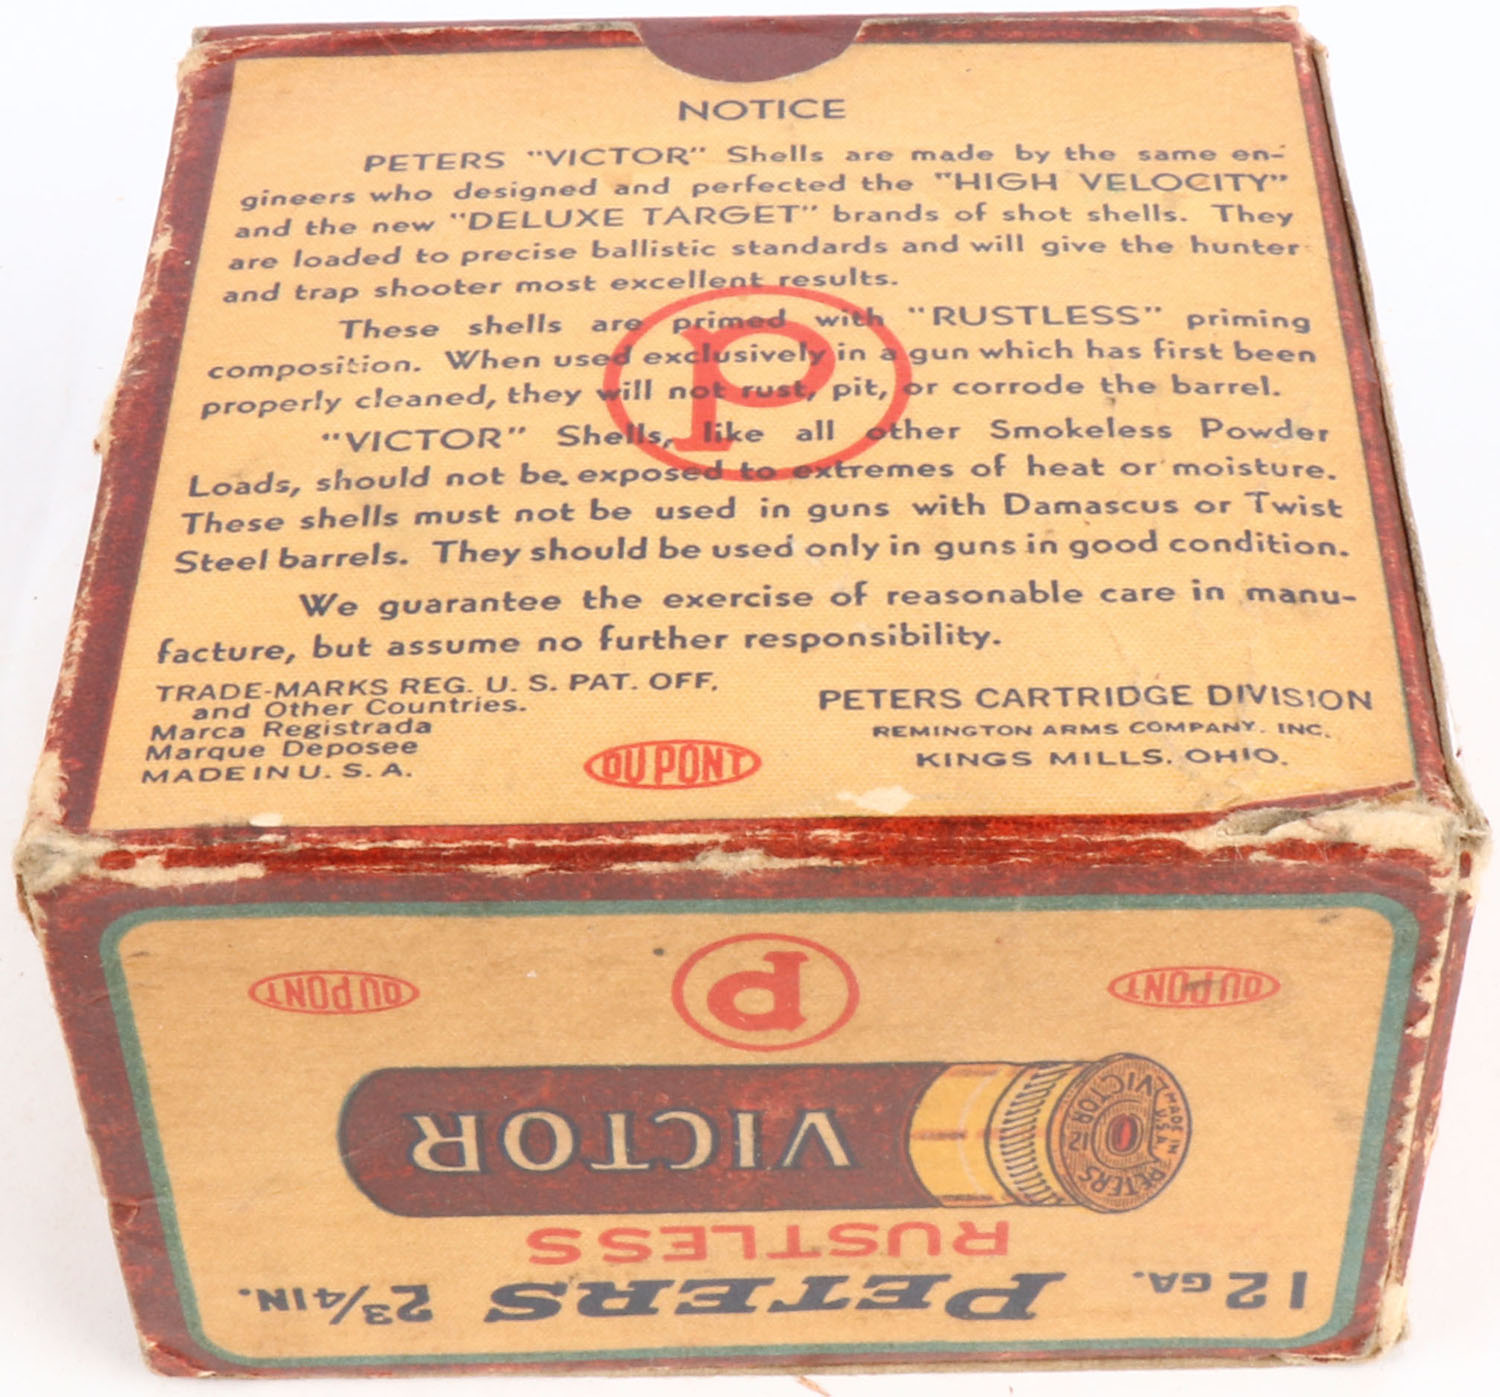 NOTICE
PETERS "VICTOR" Shells are made by the same en-
gineers who designed and perfected the "HIGH VELOCITY"
and the new "DELUXE TARGET" brands of shot shells. They
are loaded to precise ballistic standards and will give the hunter
and trap shooter most excellent results.
These shells are primed with "RUSTLESS" priming
composition. When used exclusively in a gun which has first been
properly cleaned, they will not rust, pit, or corrode the barrel.
"VICTOR" Shells, like all other Smokeless Powder
Loads, should not be exposed to extremes of heat or moisture.
These shells must not be used in guns with Damascus or Twist
Steel barrels. They should be used only in guns in good condition.
We guarantee the exercise of reasonable care in manu-
facture, but assume no further responsibility.
P
TRADE-MARKS REG. U. S. PAT. OFF.
and Other Countries.
Marca Registrada
Marque Deposee
MADE IN U. S. A.
DU PONT
PETERS CARTRIDGE DIVISION
REMINGTON ARMS COMPANY, INC.
KINGS MILLS, OHIO.
12 GA. PETERS 2 3/4 IN.
RUSTLESS
VICTOR
VICTOR
MADE IN
U.S.A.
12
PETERS
DU PONT P DU PONT